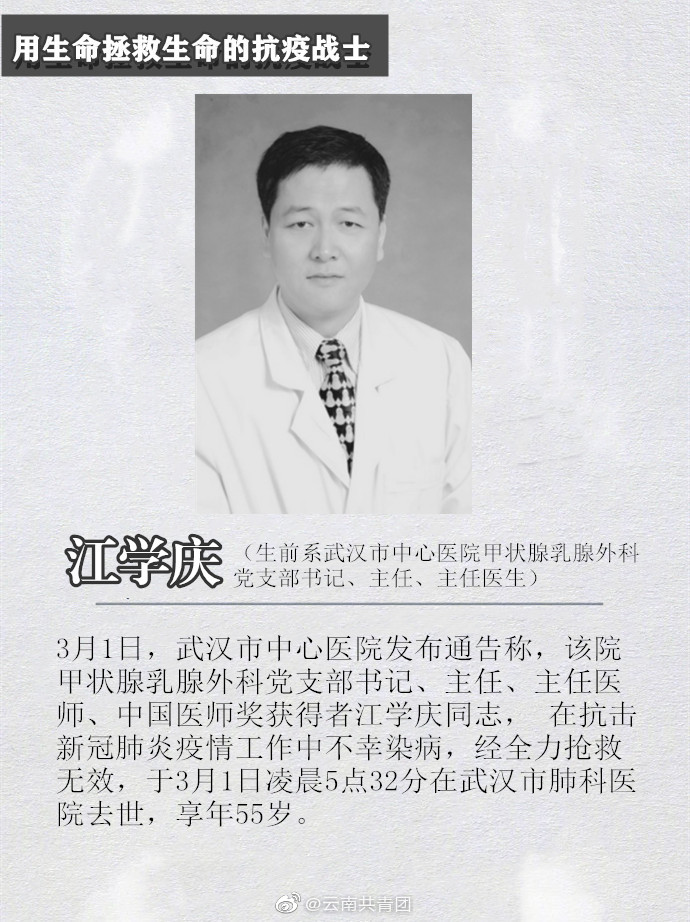 用生命拯救生命的抗疫战士
江学庆
（生前系武汉市中心医院甲状腺乳腺外科
党支部书记、主任、主任医生）
3月1日，武汉市中心医院发布通告称，该院
甲状腺乳腺外科党支部书记、主任、主任医
师、中国医师奖获得者江学庆同志， 在抗击
新冠肺炎疫情工作中不幸染病，经全力抢救
无效，于3月1日凌晨5点32分在武汉市肺科医
院去世，享年55岁。
@云南共青团